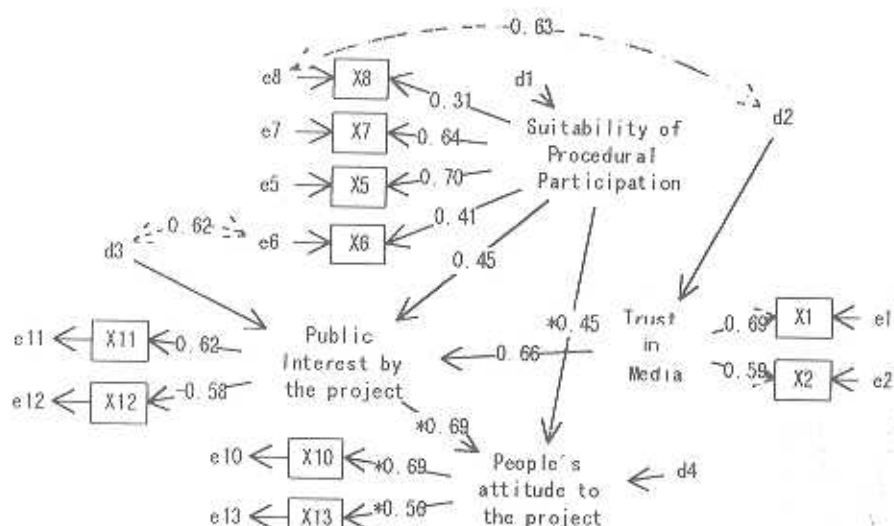 -0.63
e8 X8 d1
0.31 d2
e7 X7 Suitability of
0.64 Procedural
e5 X5 0.70 Participation
0.62 e6 X6 0.41
d3
0.45
*0.45 Trust 0.69 X1 e1
e11 X11 0.62 Public in
Interest by 0.66 Media 0.59 X2 e2
e12 X12 -0.58 the project
*0.69
e10 X10 *0.69 People's d4
attitude to
e13 X13 *0.56 the project